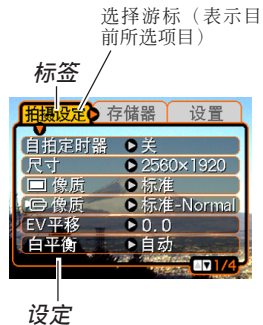 选择游标（表示目
前所选项目）
标签
拍摄设定 存储器 设置
自拍定时器 关
尺寸 2560×1920
像质 标准
像质 标准-Normal
EV平移 0.0
白平衡 自动
1/4
设定